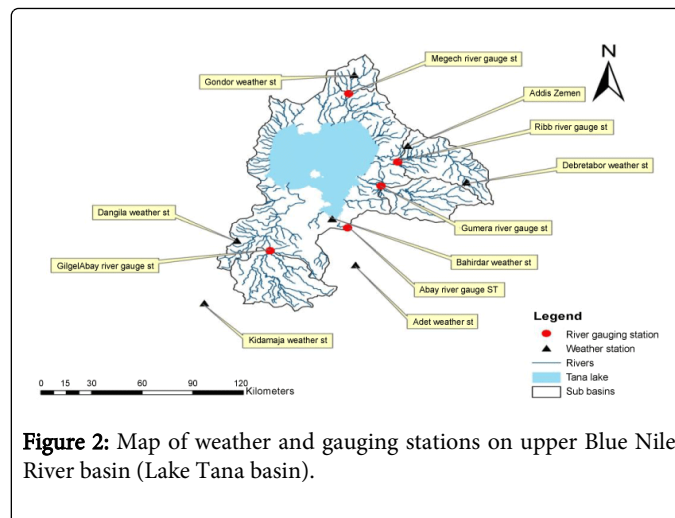 Megech river gauge st
Gondor weather st
N
Addis Zemen
Ribb river gauge st
Debretabor weather st
Dangila weather st
Gumera river gauge st
GilgelAbay river gauge st
Bahirdar weather st
Abay river gauge ST
Adet weather st
Kidamaja weather st
Legend
River gauging station
Weather station
Rivers
Tana lake
Sub basins
0 15 30 60 90 120
Kilometers
Figure 2: Map of weather and gauging stations on upper Blue Nile
River basin (Lake Tana basin).